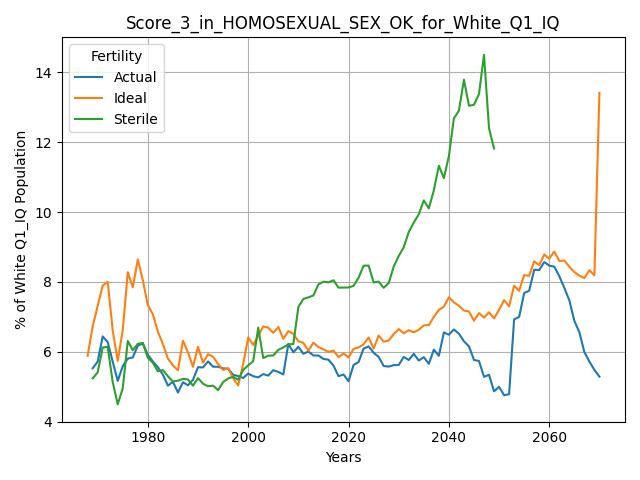 Score_3_in_HOMOSEXUAL_SEX_OK_for_White_Q1_IQ
Fertility
Actual
Ideal
Sterile
% of White Q1_IQ Population
14
12
10
8
6
4
1980 2000 2020 2040 2060
Years